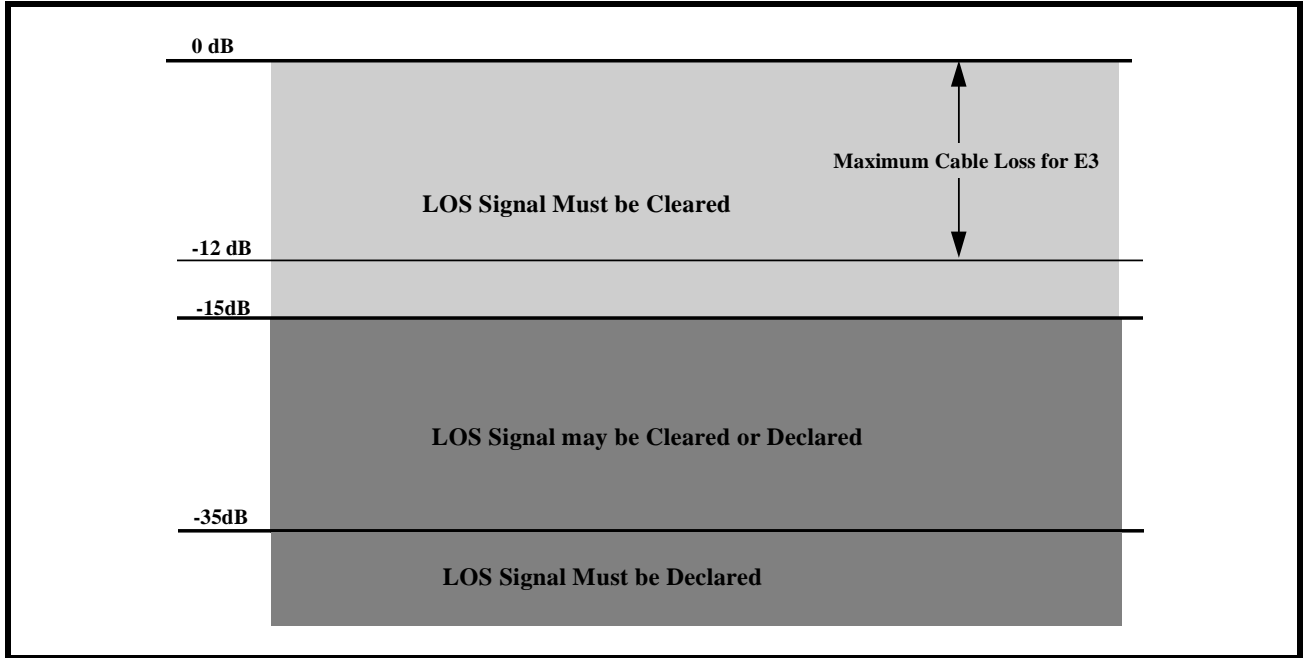 0 dB
Maximum Cable Loss for E3
LOS Signal Must be Cleared
-12 dB
-15dB
LOS Signal may be Cleared or Declared
-35dB
LOS Signal Must be Declared